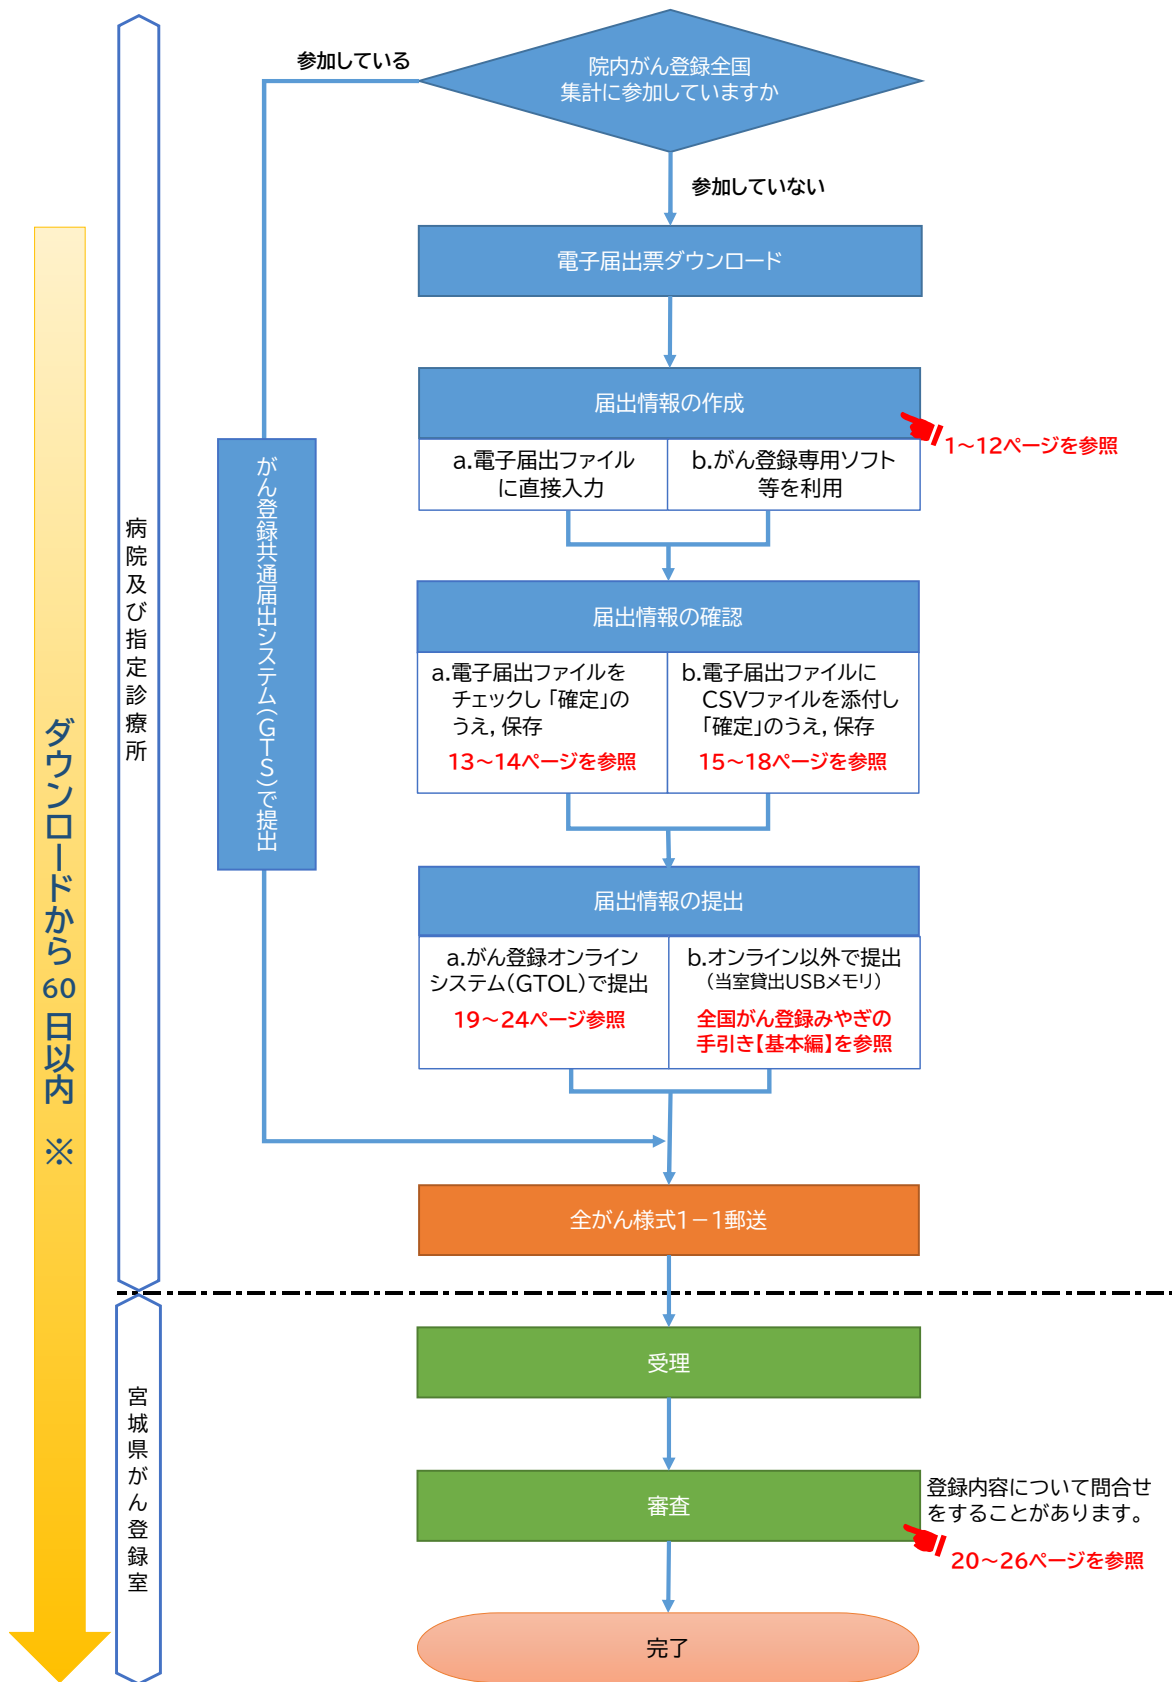 院内がん登録全国
集計に参加していますか
参加している
参加していない
電子届出票ダウンロード
届出情報の作成
1～12ページを参照
a.電子届出ファイル
に直接入力
b.がん登録専用ソフト
等を利用
がん登録共通届出システム(GTS)で提出
届出情報の確認
a.電子届出ファイルを
チェックし「確定」の
うえ,保存
13～14ページを参照
b.電子届出ファイルに
CSVファイルを添付し
「確定」のうえ,保存
15～18ページを参照
届出情報の提出
a.がん登録オンライン
システム(GTOL)で提出
19～24ページ参照
b.オンライン以外で提出
(当室貸出USBメモリ)
全国がん登録みやぎの
手引き【基本編】を参照
全がん様式1－1郵送
受理
審査
登録内容について問合せ
をすることがあります。
20～26ページを参照
完了
病院及び指定診療所
宮城県がん登録室
ダウンロードから60日以内 ※